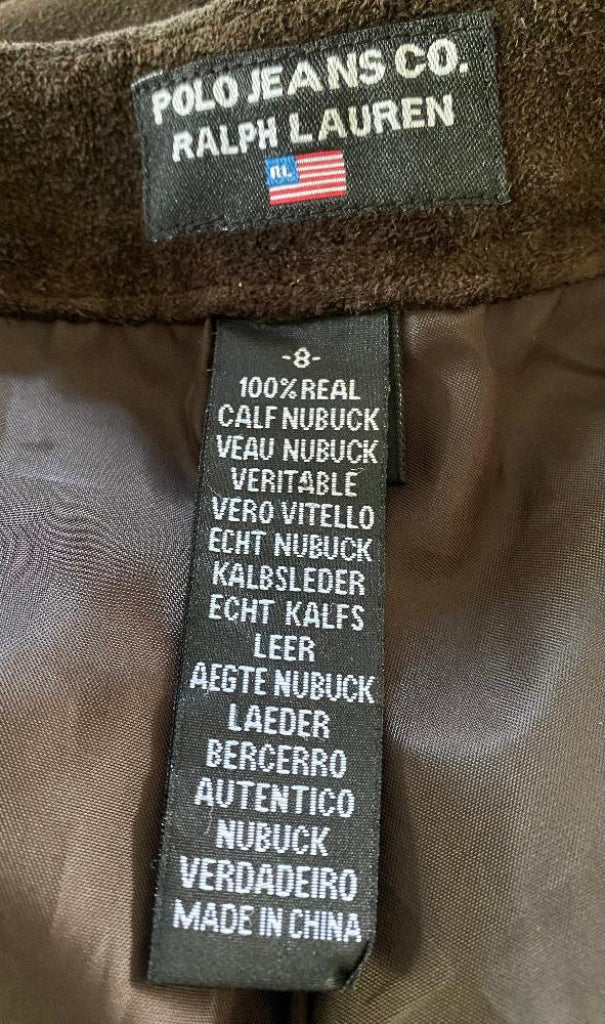 POLO JEANS CO.
RALPH LAUREN
RL
-8-
100% REAL
CALF NUBUCK
VEAU NUBUCK
VERITABLE
VERO VITELLO
ECHT NUBUCK
KALBSLEDER
ECHT KALFS
LEER
AEGTE NUBUCK
LAEDER
BERCERRO
AUTENTICO
NUBUCK
VERDADEIRO
MADE IN CHINA